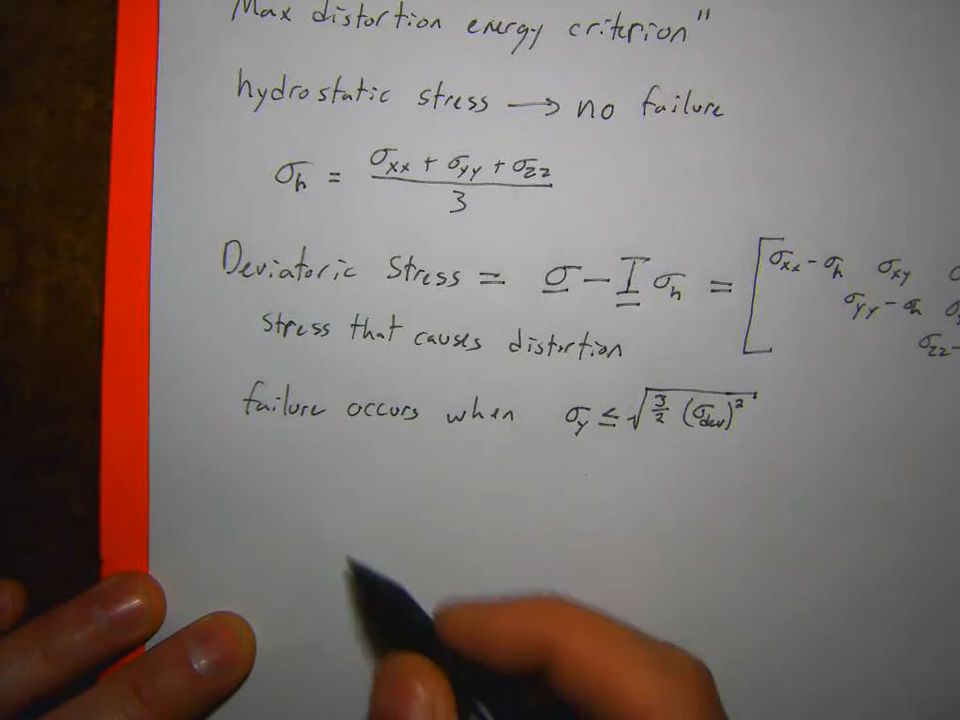 Max distortion energy criterion"
hydrostatic stress → no failure
σh = σxx + σyy + σzz / 3
Deviatoric Stress = σ - I σh = [ σxx - σh σxy
σyy - σh
σzz -
stress that causes distortion
failure occurs when σy ≤ √ 3/2 (σdev)²